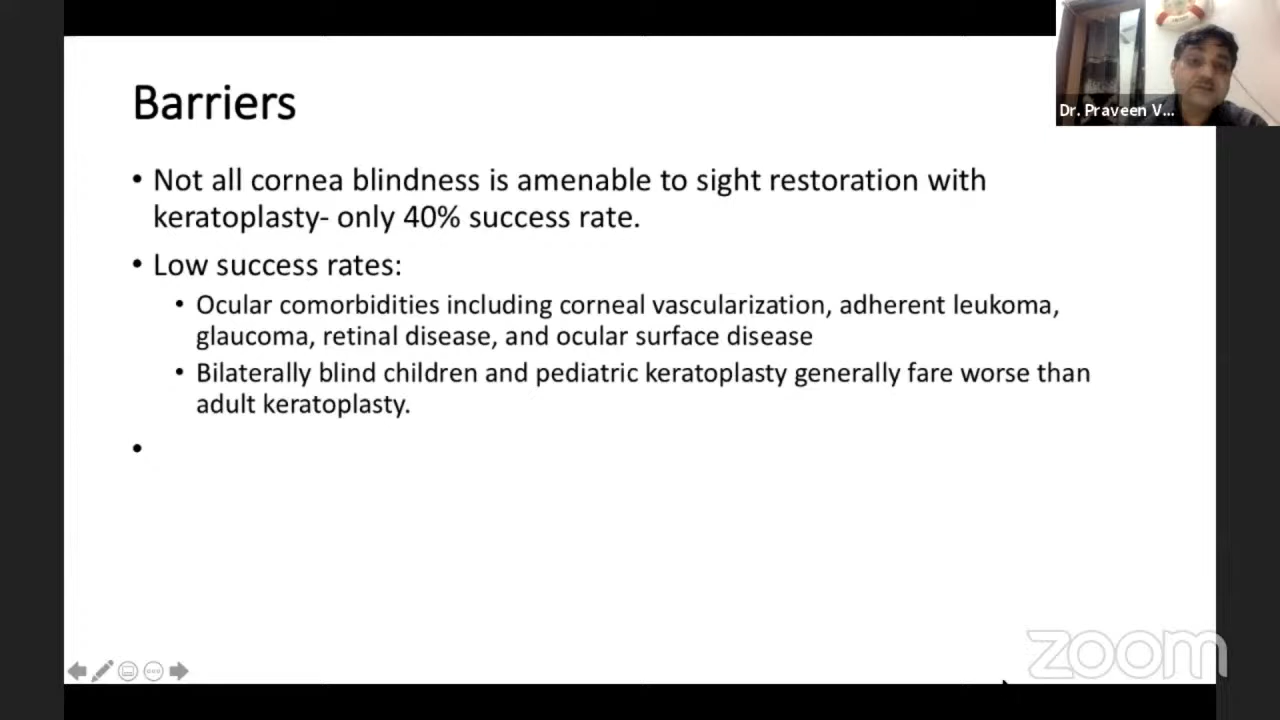 Barriers
Dr. Praveen V...
• Not all cornea blindness is amenable to sight restoration with
keratoplasty- only 40% success rate.
• Low success rates:
• Ocular comorbidities including corneal vascularization, adherent leukoma,
glaucoma, retinal disease, and ocular surface disease
• Bilaterally blind children and pediatric keratoplasty generally fare worse than
adult keratoplasty.
•
zoom